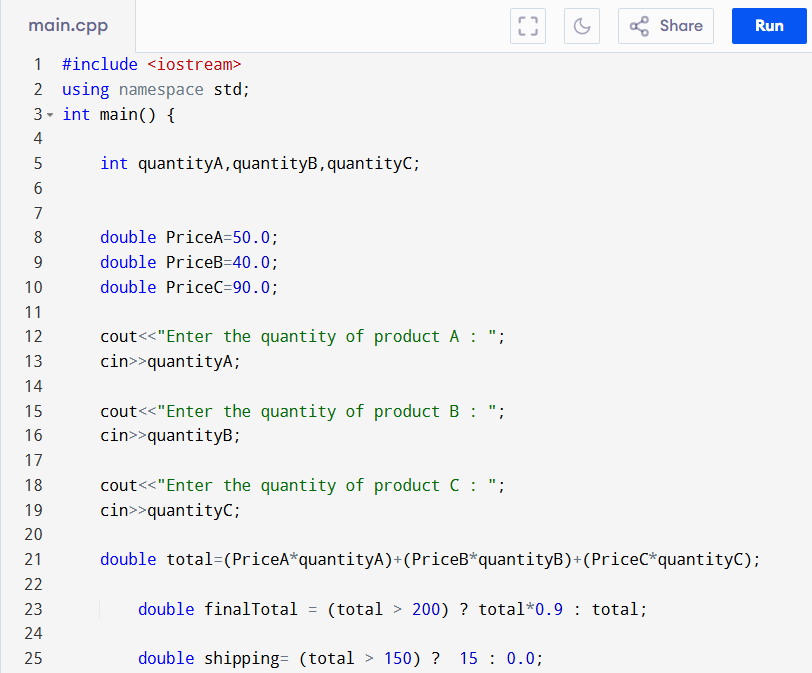 main.cpp
Share
Run
1 #include <iostream>
2 using namespace std;
3 int main() {
4
5 int quantityA,quantityB,quantityC;
6
7
8 double PriceA=50.0;
9 double PriceB=40.0;
10 double PriceC=90.0;
11
12 cout<<"Enter the quantity of product A : ";
13 cin>>quantityA;
14
15 cout<<"Enter the quantity of product B : ";
16 cin>>quantityB;
17
18 cout<<"Enter the quantity of product C : ";
19 cin>>quantityC;
20
21 double total=(PriceA*quantityA)+(PriceB*quantityB)+(PriceC*quantityC);
22
23 double finalTotal = (total > 200) ? total*0.9 : total;
24
25 double shipping= (total > 150) ?  15 : 0.0;